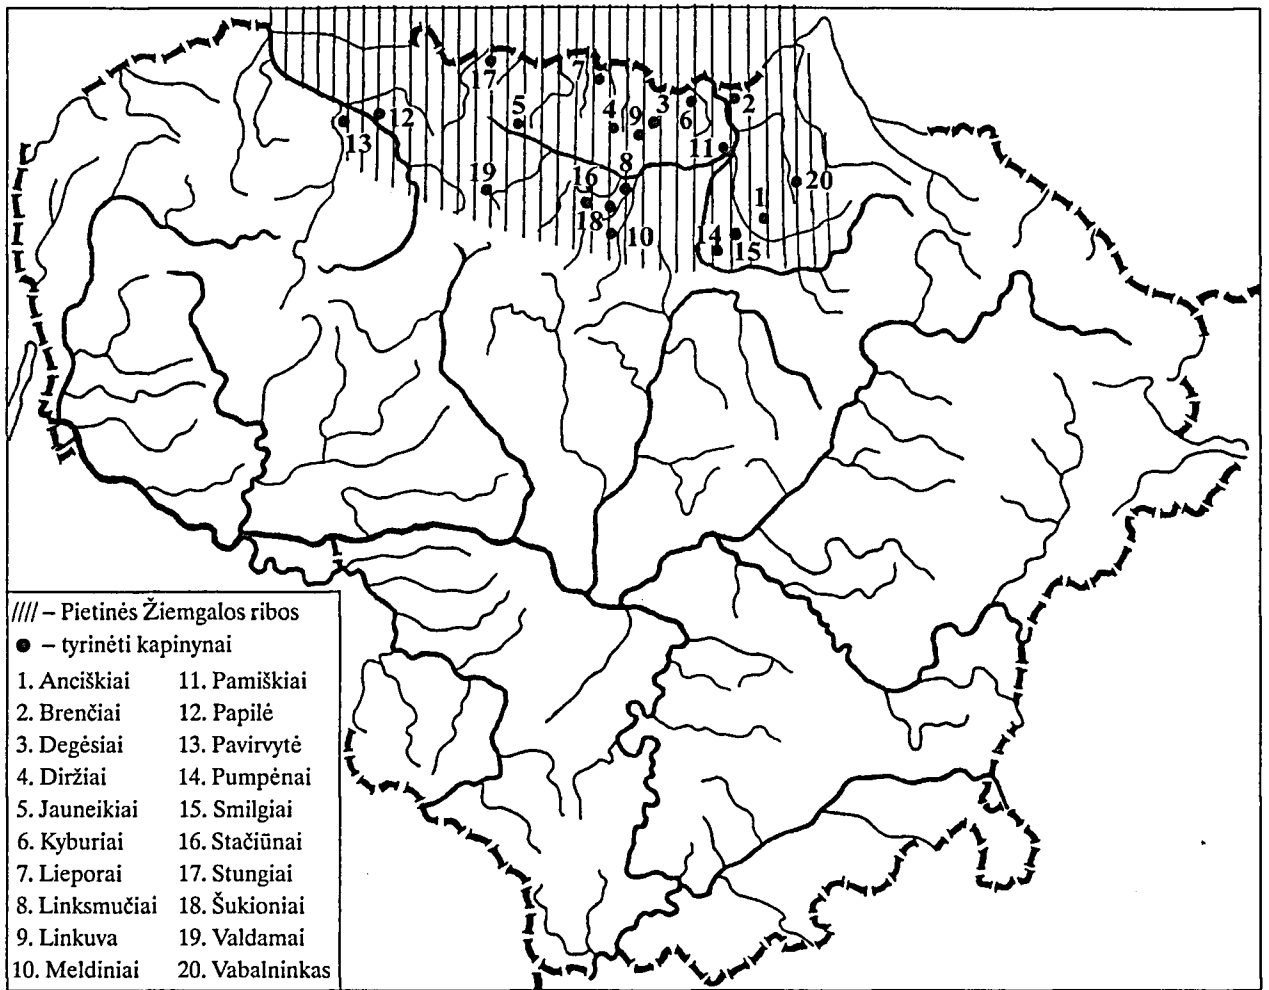 17
7
5
4
9
3
6
2
12
13
11
8
16
19
20
18
10
1
14
15
//// – Pietinės Žiemgalos ribos
– tyrinėti kapinynai
1. Anciškiai 11. Pamiškiai
2. Brenčiai 12. Papilė
3. Degėsiai 13. Pavirvytė
4. Diržiai 14. Pumpėnai
5. Jauneikiai 15. Smilgiai
6. Kyburiai 16. Stačiūnai
7. Lieporai 17. Stungiai
8. Linksmučiai 18. Šukioniai
9. Linkuva 19. Valdamai
10. Meldiniai 20. Vabalninkas